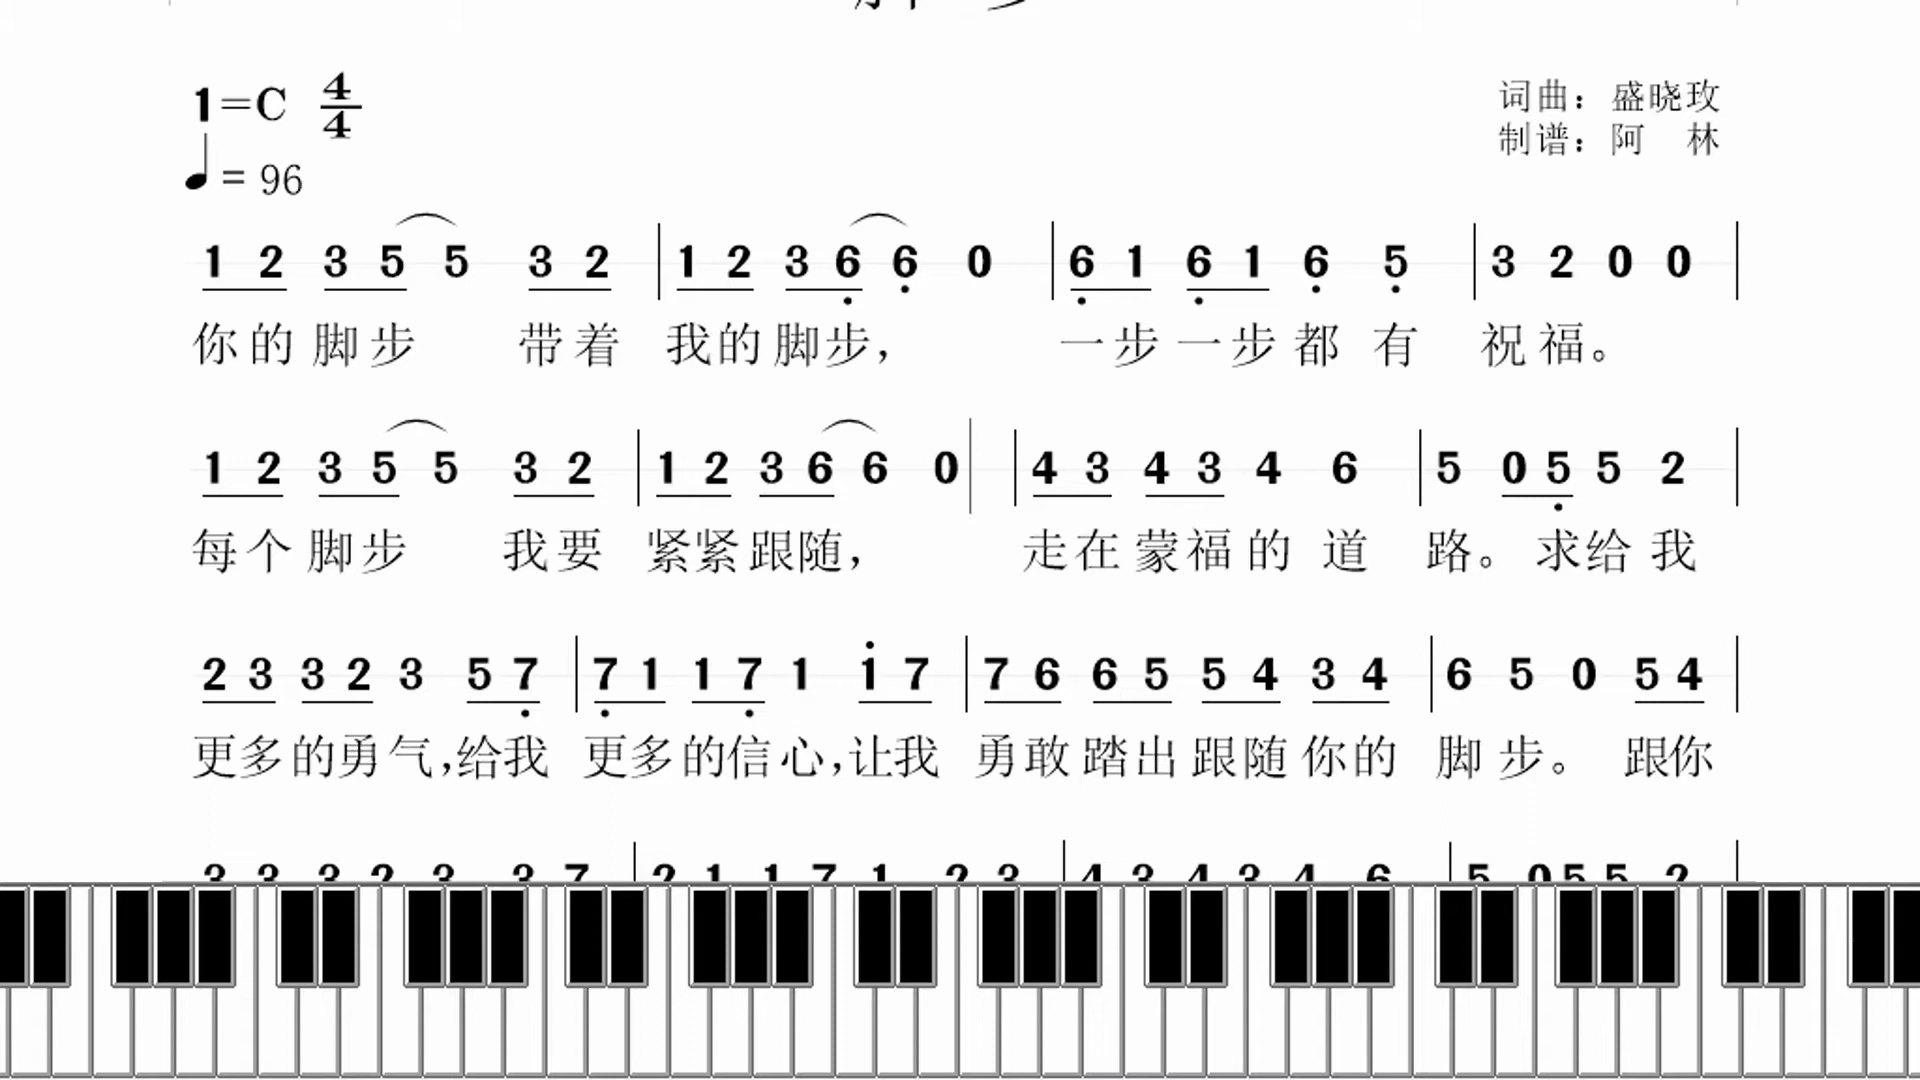 1=C 4/4
词曲：盛晓玫
制谱：阿 林
♩= 96
1 2 3 5 5 3 2 | 1 2 3 6 6 0 | 6 1 6 1 6 5 | 3 2 0 0 |
你的脚步 带着 我的脚步， 一步一步都有 祝福。
1 2 3 5 5 3 2 | 1 2 3 6 6 0 | 4 3 4 3 4 6 | 5 0 5 5 2 |
每个脚步 我要 紧紧跟随， 走在蒙福的道 路。求给我
2 3 3 2 3 5 7 | 7 1 1 7 1 1 7 | 7 6 6 5 5 4 3 4 | 6 5 0 5 4 |
更多的勇气，给我 更多的信心，让我 勇敢踏出跟随你的 脚步。 跟你